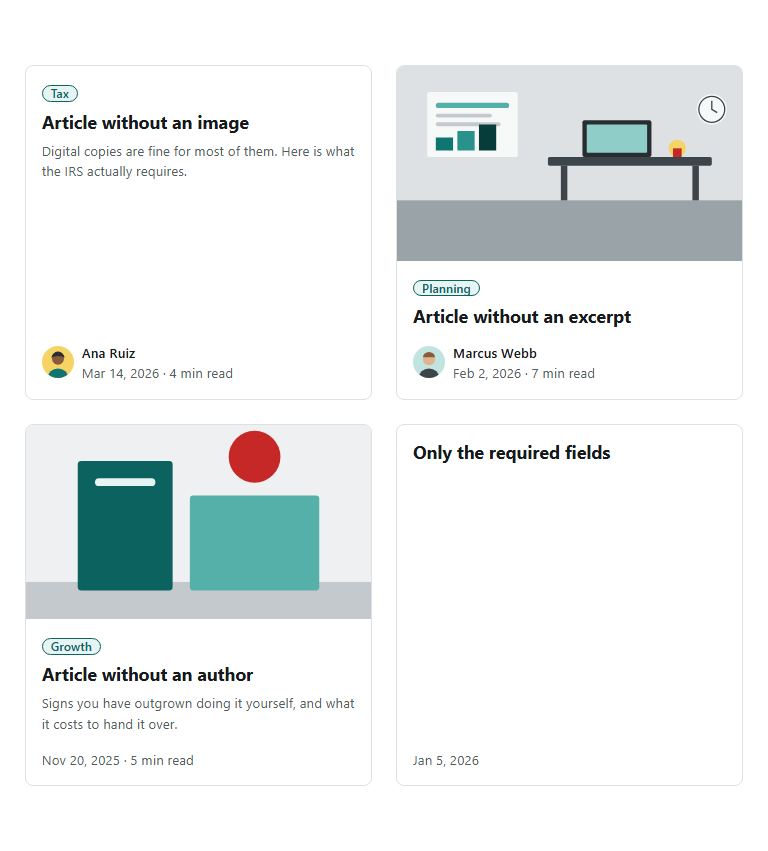 Tax
Article without an image
Digital copies are fine for most of them. Here is what
the IRS actually requires.
Ana Ruiz
Mar 14, 2026 · 4 min read
Planning
Article without an excerpt
Marcus Webb
Feb 2, 2026 · 7 min read
Growth
Article without an author
Signs you have outgrown doing it yourself, and what
it costs to hand it over.
Nov 20, 2025 · 5 min read
Only the required fields
Jan 5, 2026